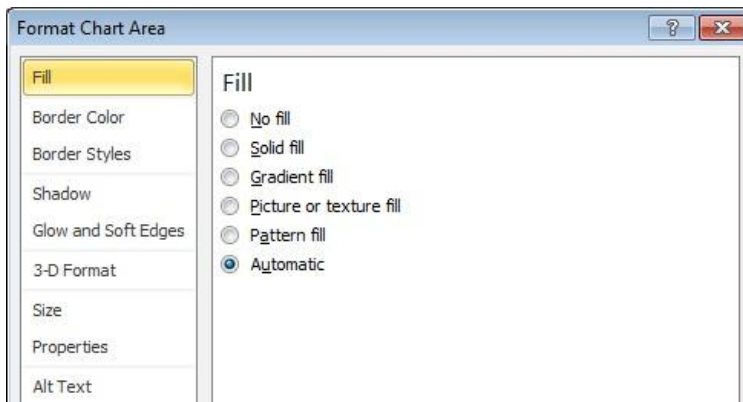 Format Chart Area
?
Fill
Border Color
Border Styles
Shadow
Glow and Soft Edges
3-D Format
Size
Properties
Alt Text
Fill
No fill
Solid fill
Gradient fill
Picture or texture fill
Pattern fill
Automatic